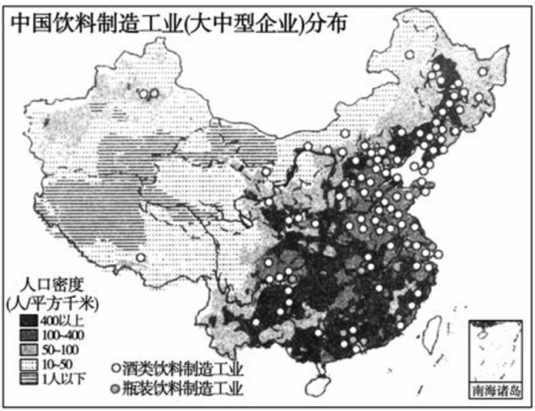 中国饮料制造工业(大中型企业)分布
人口密度
(人/平方千米)
400以上
100~400
50~100
10~50
1人以下
酒类饮料制造工业
瓶装饮料制造工业
南海诸岛